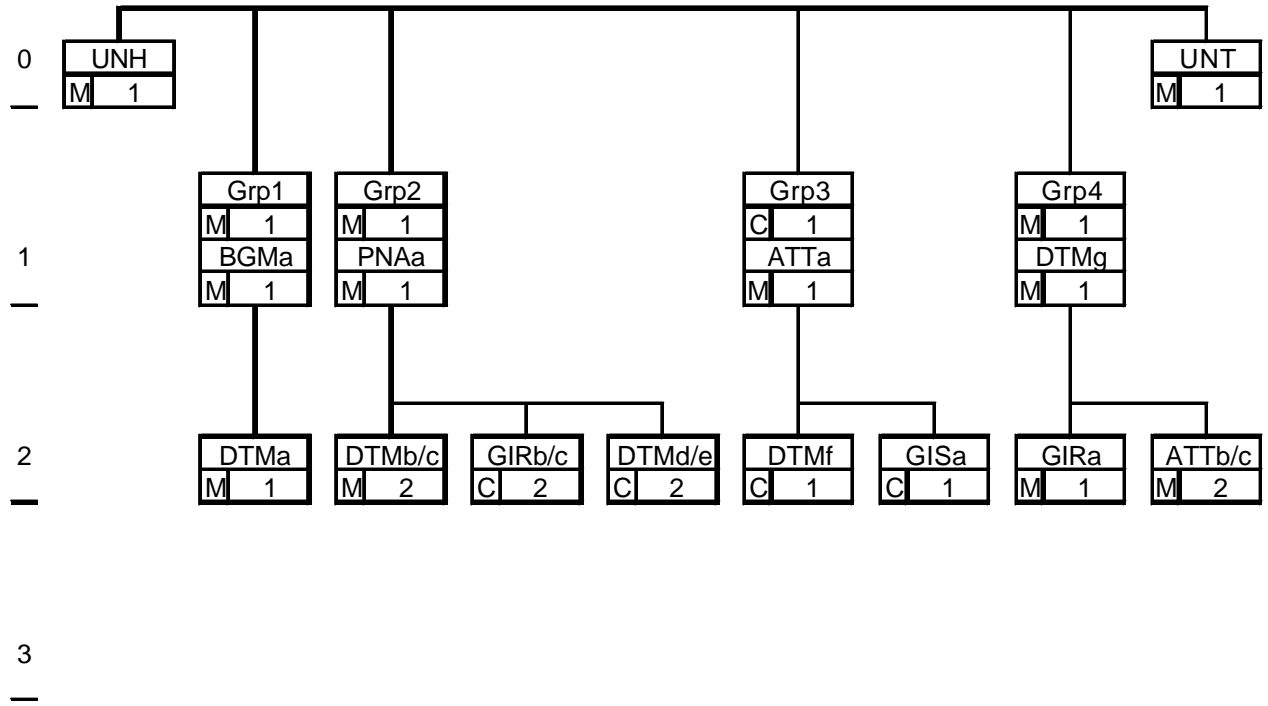 0 UNH UNT
M 1 M 1
Grp1 Grp2 Grp3 Grp4
M 1 M 1 C 1 M 1
1 BGMa PNAa ATTa DTMg
M 1 M 1 M 1 M 1
2 DTMa DTMb/c GIRb/c DTMd/e DTMf GISa GIRa ATTb/c
M 1 M 2 C 2 C 2 C 1 C 1 M 1 M 2
3